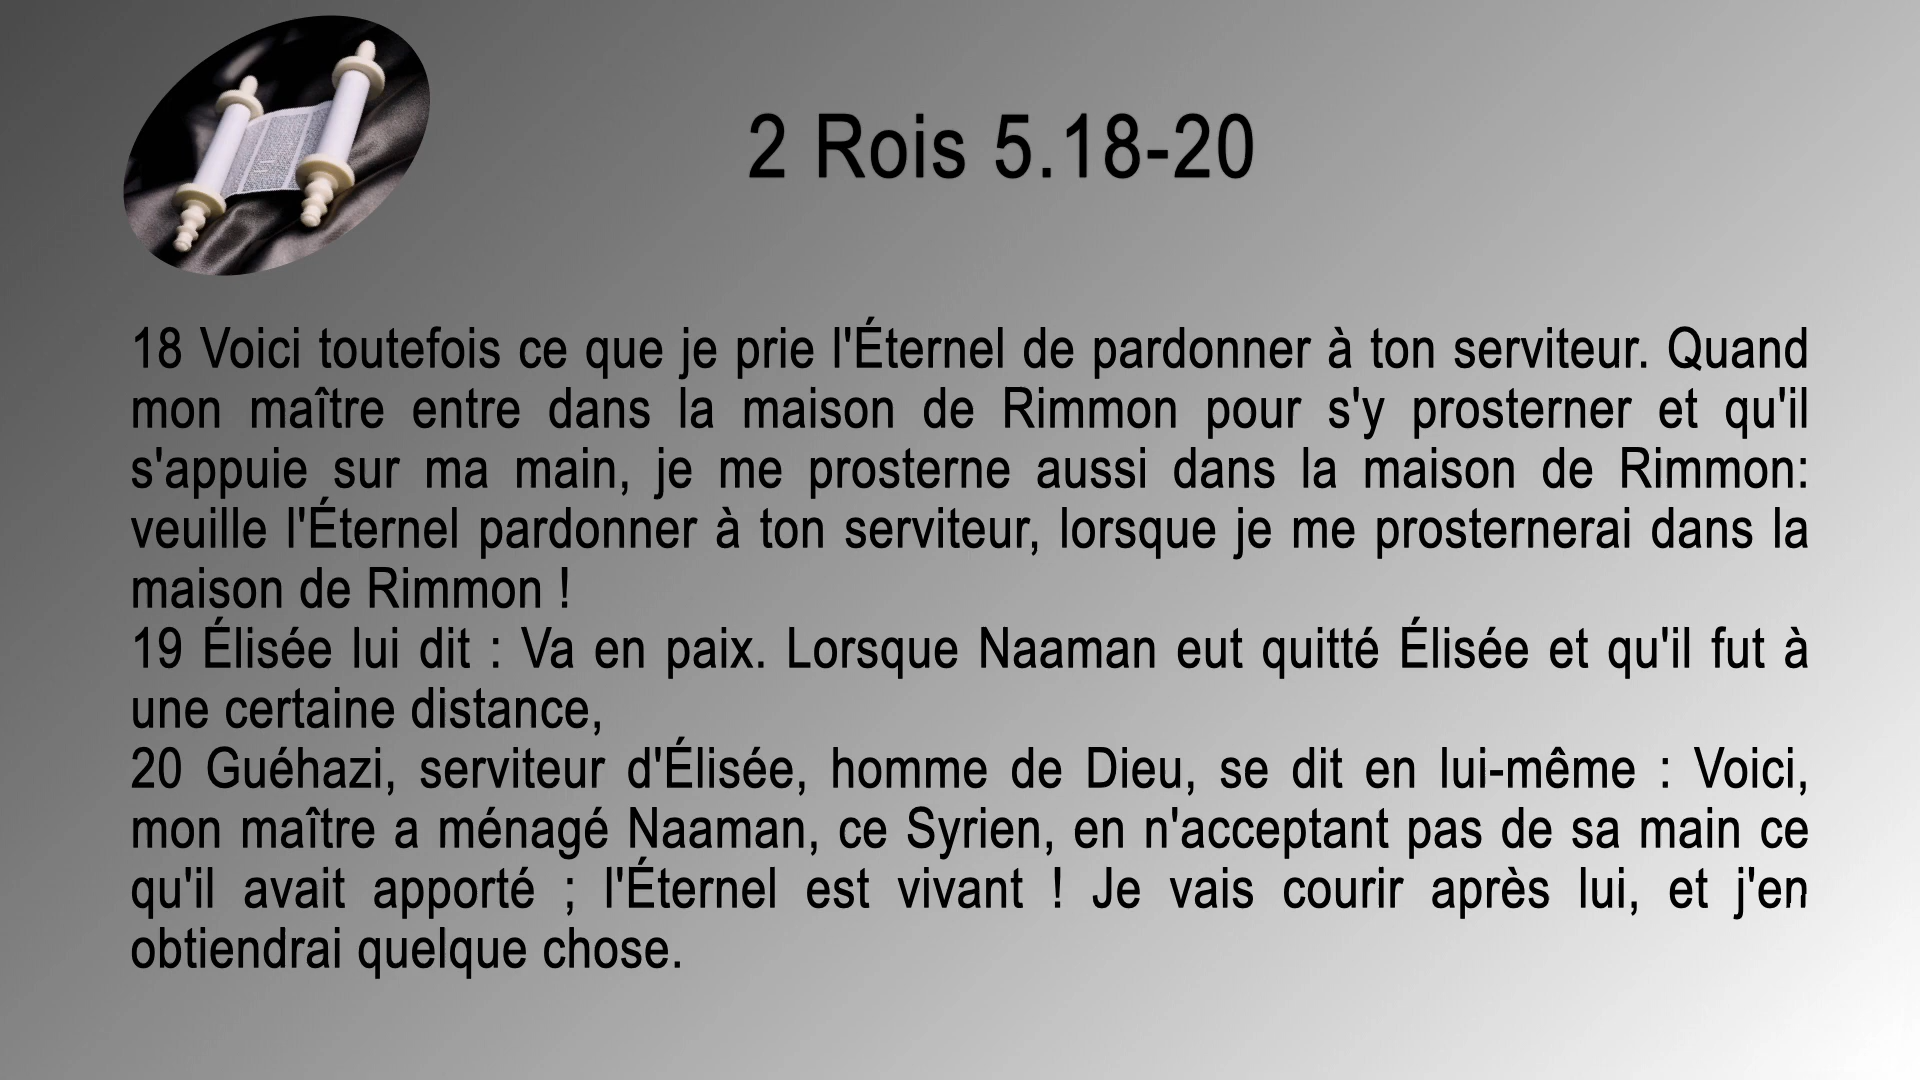 2 Rois 5.18-20
18 Voici toutefois ce que je prie l'Éternel de pardonner à ton serviteur. Quand
mon maître entre dans la maison de Rimmon pour s'y prosterner et qu'il
s'appuie sur ma main, je me prosterne aussi dans la maison de Rimmon:
veuille l'Éternel pardonner à ton serviteur, lorsque je me prosternerai dans la
maison de Rimmon !
19 Élisée lui dit : Va en paix. Lorsque Naaman eut quitté Élisée et qu'il fut à
une certaine distance,
20 Guéhazi, serviteur d'Élisée, homme de Dieu, se dit en lui-même : Voici,
mon maître a ménagé Naaman, ce Syrien, en n'acceptant pas de sa main ce
qu'il avait apporté ; l'Éternel est vivant ! Je vais courir après lui, et j'en
obtiendrai quelque chose.